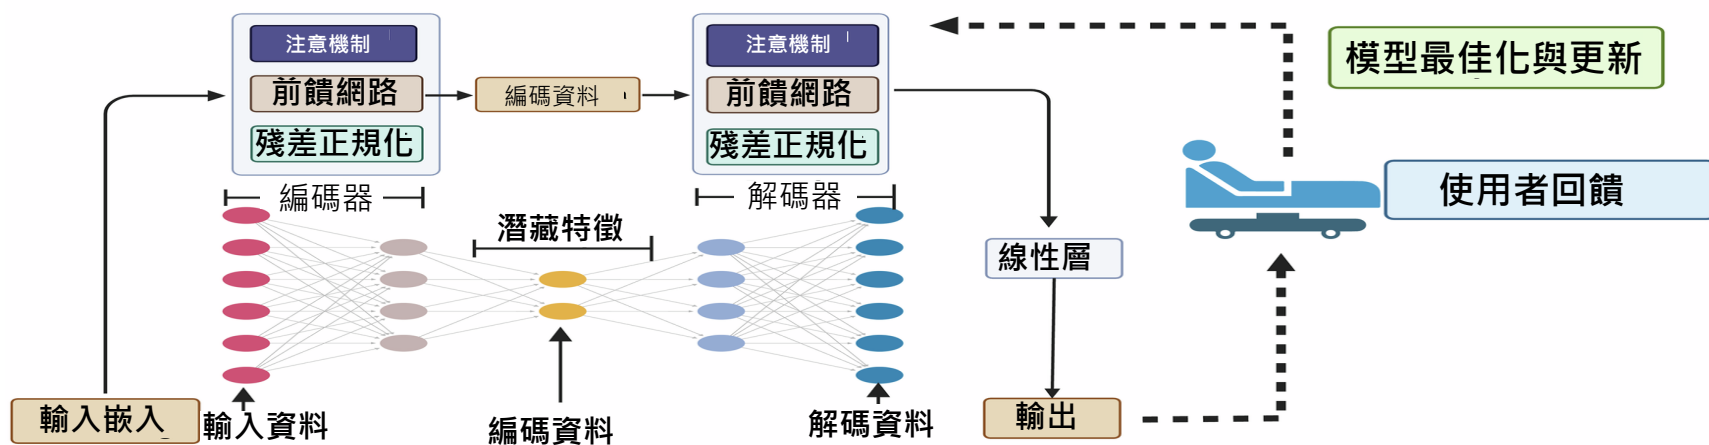 注意機制
前饋網路
殘差正規化
編碼器
編碼資料
注意機制
前饋網路
殘差正規化
解碼器
模型最佳化與更新
使用者回饋
潛藏特徵
線性層
輸入嵌入
輸入資料
編碼資料
解碼資料
輸出